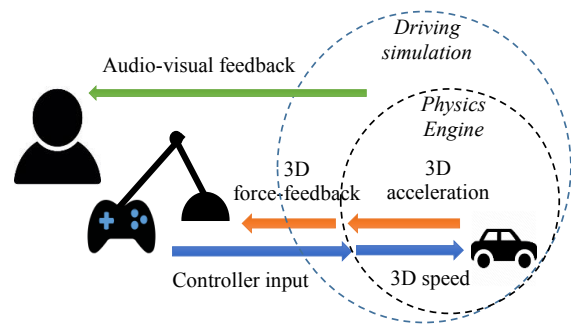 Driving
simulation
Audio-visual feedback
Physics
Engine
3D
force-feedback
3D
acceleration
Controller input
3D speed